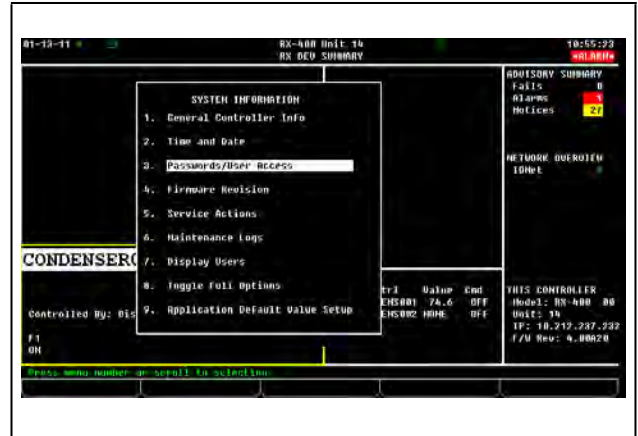 01-13-11
RX-400 Unit 14
10:55:23
RX DEV SUMMARY
*ALARM*
ADVISORY SUMMARY
Fails 0
Alarms 1
Notices 27
NETWORK OVERVIEW
IONet
SYSTEM INFORMATION
1. General Controller Info
2. Time and Date
3. Passwords/User Access
4. Firmware Revision
5. Service Actions
6. Maintenance Logs
7. Display Users
8. Toggle Full Options
9. Application Default Value Setup
CONDENSER
Controlled By: Dis
F1
ON
trl Value Cmd
ENS001 74.6 OFF
ENS002 NONE OFF
THIS CONTROLLER
Model: RX-400 00
Unit: 14
IP: 10.212.237.232
F/W Rev: 4.00A20
Press menu number or scroll to selection